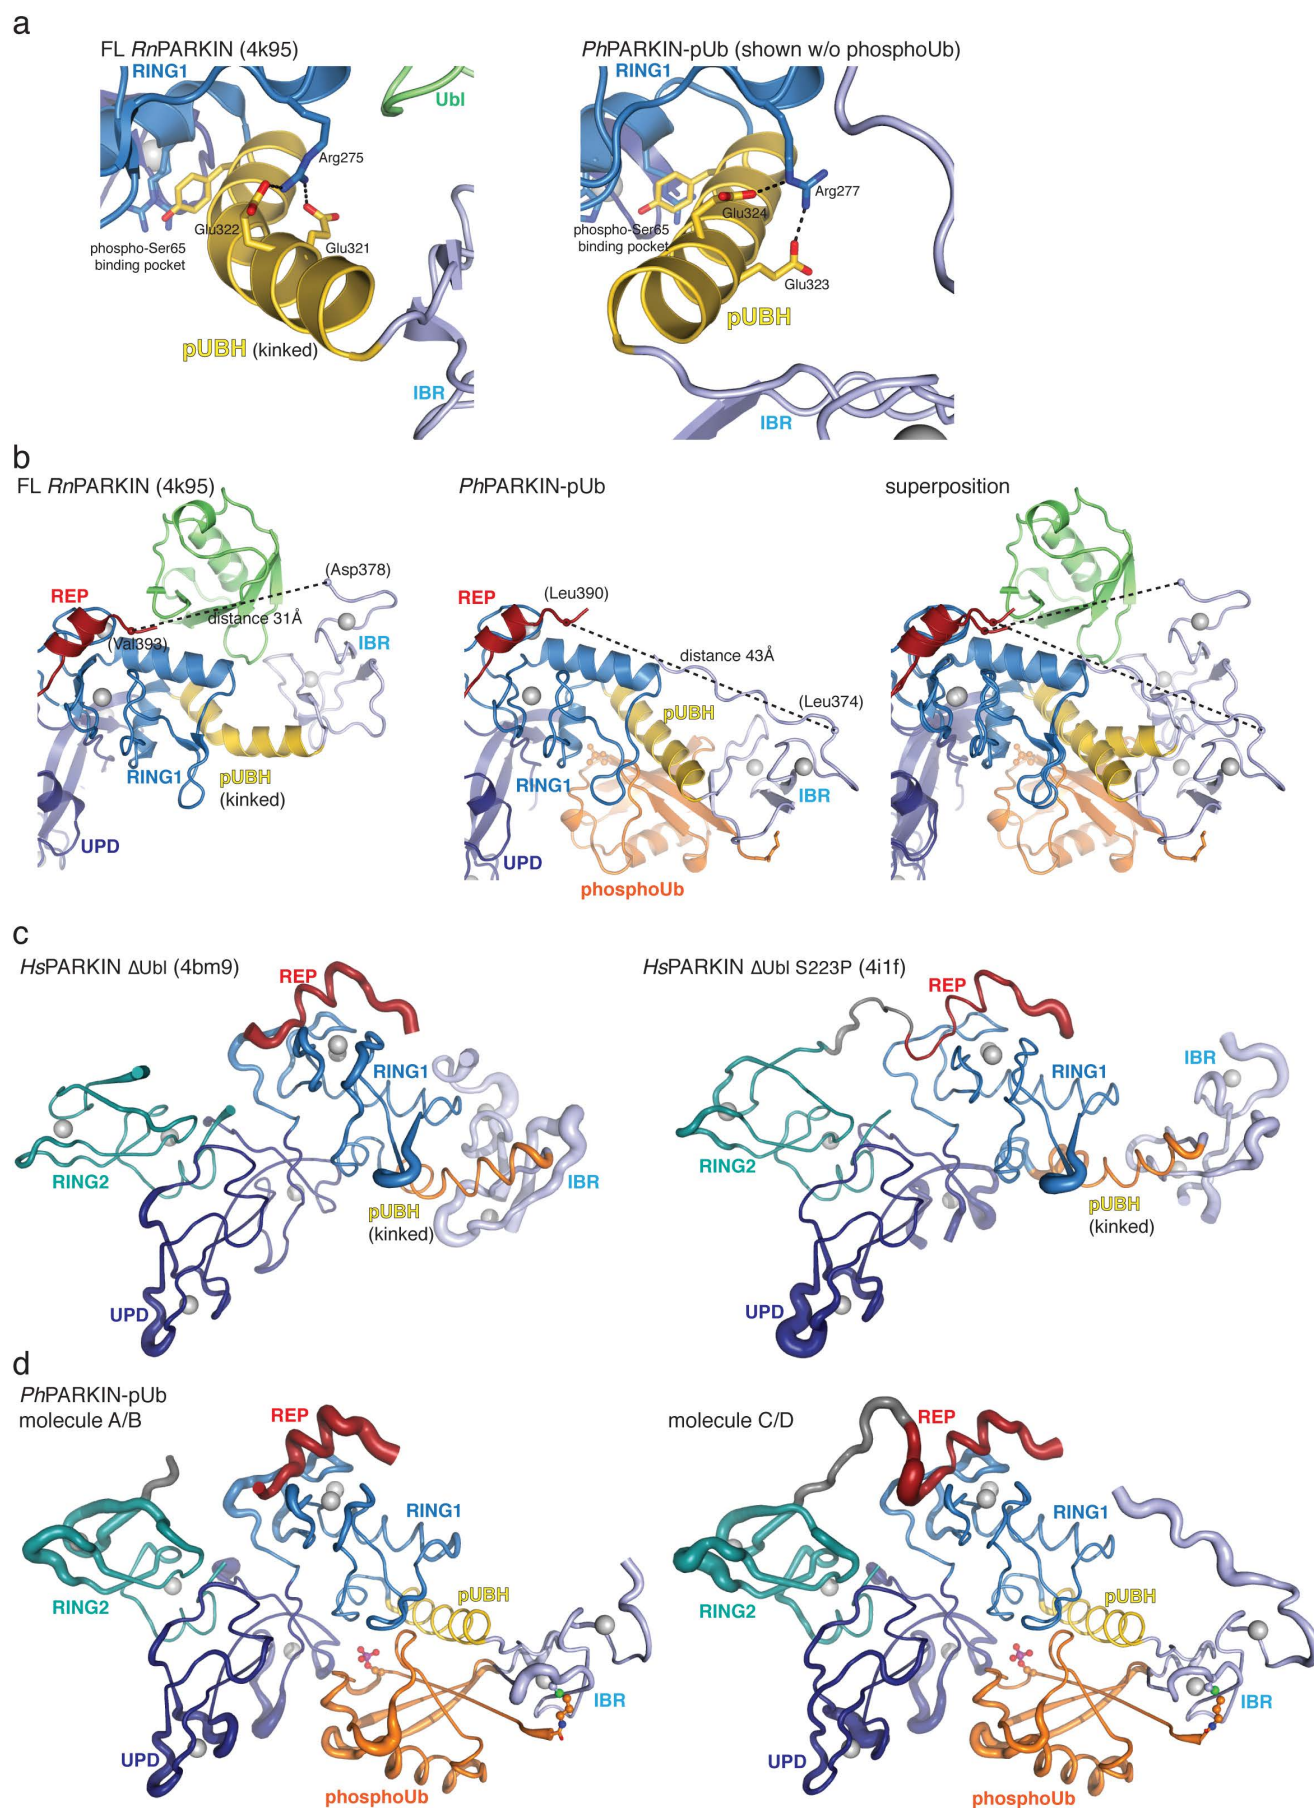 a
FL RnPARKIN (4k95)
RING1
Ubl
Arg275
Glu322
Glu321
phospho-Ser65
binding pocket
pUBH (kinked)
IBR
PhPARKIN-pUb (shown w/o phosphoUb)
RING1
Arg277
Glu324
phospho-Ser65
binding pocket
Glu323
pUBH
IBR
b
FL RnPARKIN (4k95)
REP
(Asp378)
distance 31Å
(Val393)
IBR
RING1
pUBH
(kinked)
UPD
PhPARKIN-pUb
(Leu390)
REP
distance 43Å
pUBH
(Leu374)
RING1
IBR
UPD
phosphoUb
superposition
c
HsPARKIN ΔUbl (4bm9)
REP
RING1
RING2
pUBH
(kinked)
IBR
UPD
HsPARKIN ΔUbl S223P (4i1f)
REP
IBR
RING1
RING2
pUBH
(kinked)
UPD
d
PhPARKIN-pUb
molecule A/B
REP
RING1
pUBH
RING2
IBR
UPD
phosphoUb
molecule C/D
REP
RING1
pUBH
RING2
IBR
UPD
phosphoUb